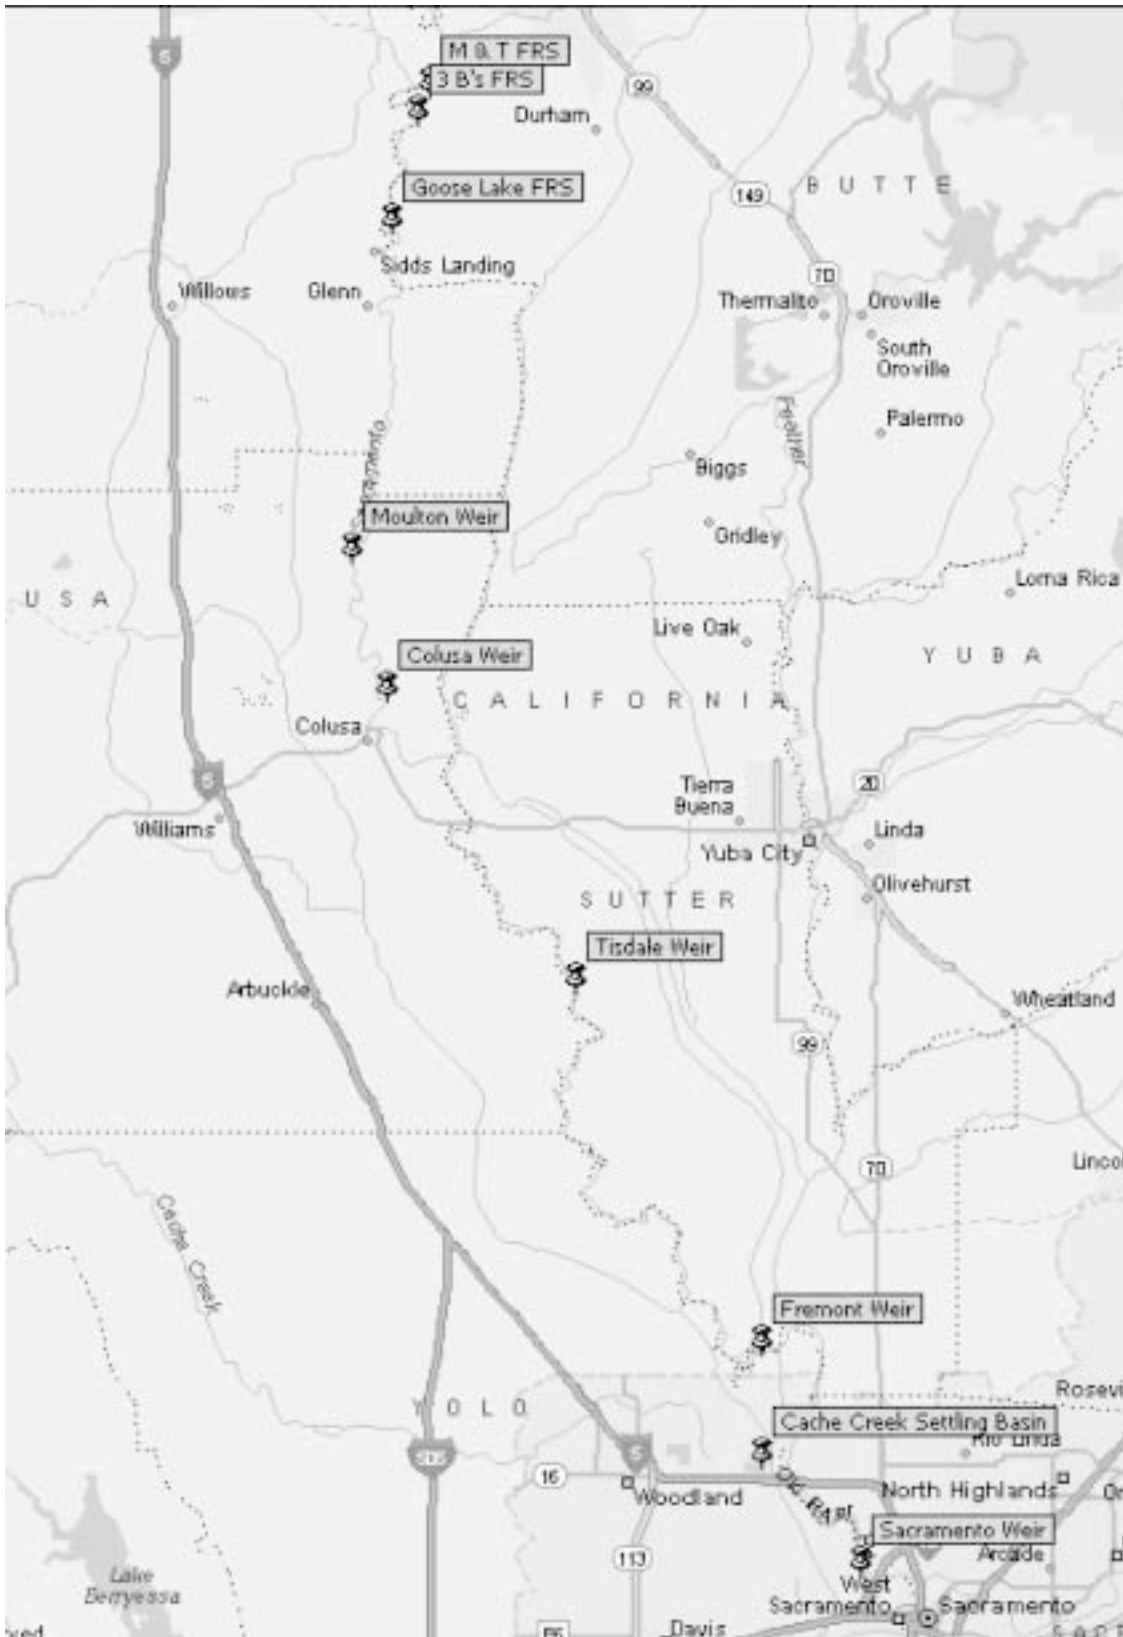 5
M & T FRS
3 B's FRS
99
Durham
Goose Lake FRS
149
BUTTE
Sidds Landing
70
Willows
Glenn
Thermalito
Oroville
South
Oroville
Palermo
Feather
Biggs
Moulton Weir
Gridley
Loma Rica
USA
Live Oak
YUBA
Colusa Weir
CALIFORNIA
Colusa
5
Tierra
Buena
20
Williams
Yuba City
Linda
Olivehurst
SUTTER
Tisdale Weir
Arbuckle
Wheatland
99
70
Cache Creek
Fremont Weir
YOLO
Cache Creek Settling Basin
Rio Linda
505
5
16
Woodland
North Highlands
Sacramento Weir
Arcade
113
Lake
Berryessa
West
Sacramento
Sacramento
Davis